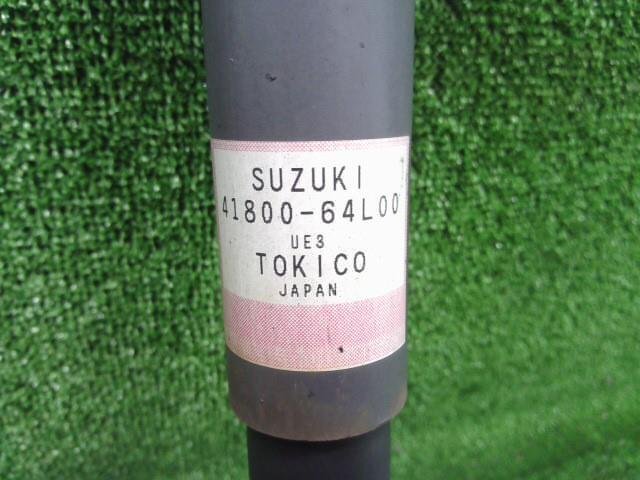 SUZUKI
41800-64L00
UE3
TOKICO
JAPAN